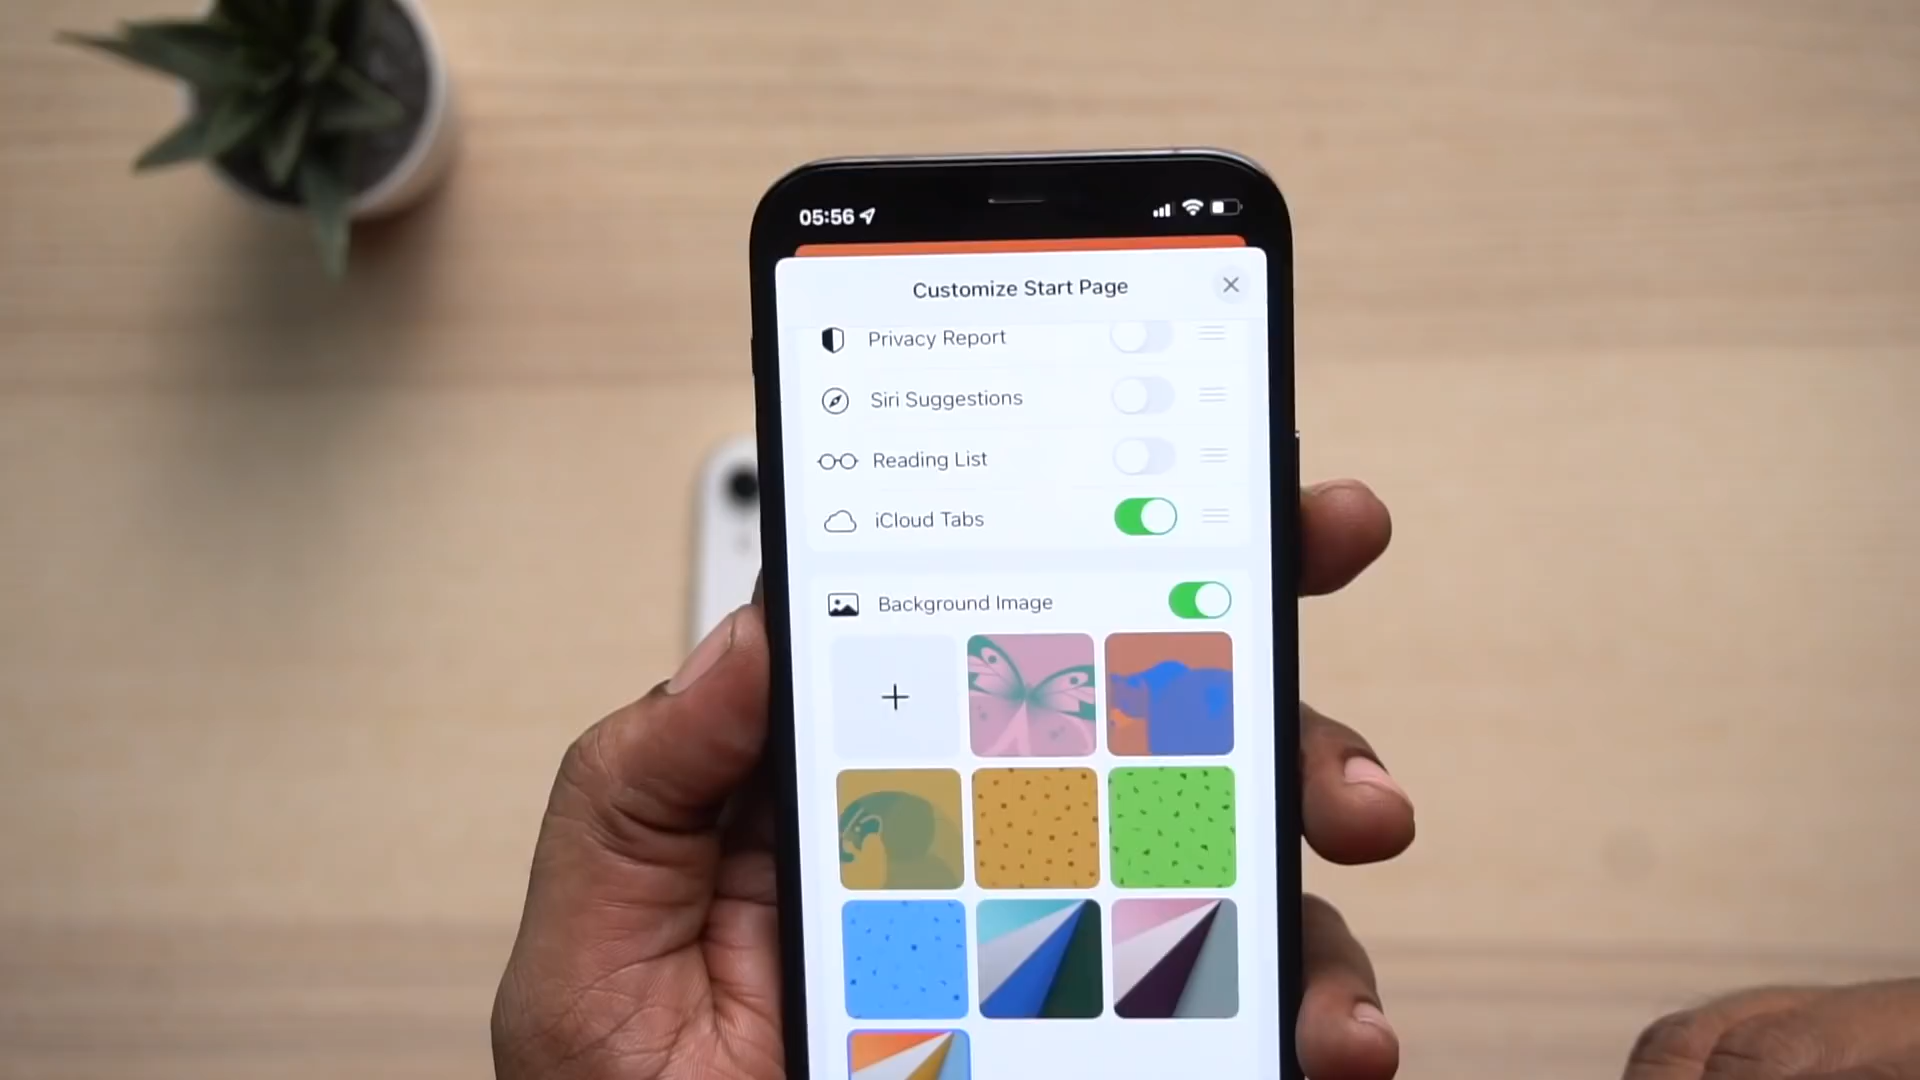 05:56
Customize Start Page
Privacy Report
Siri Suggestions
Reading List
iCloud Tabs
Background Image